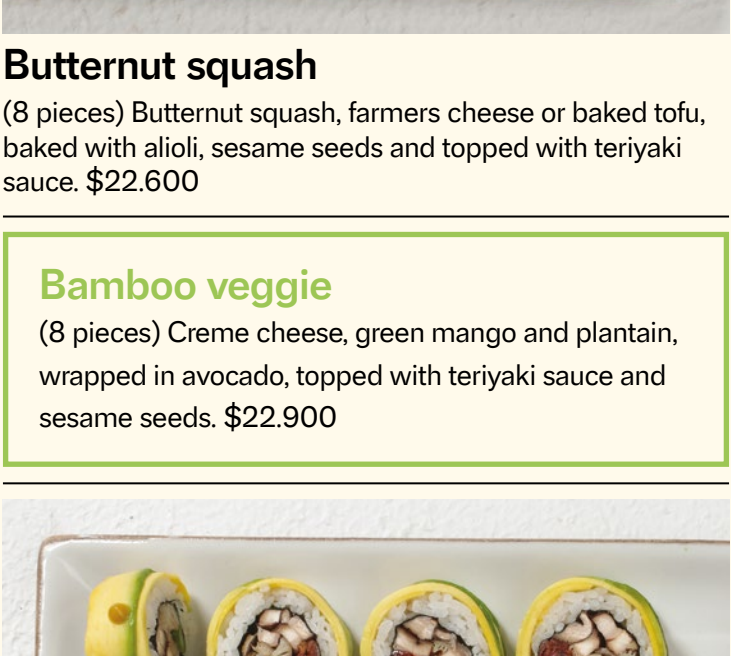 Butternut squash
(8 pieces) Butternut squash, farmers cheese or baked tofu,
baked with alioli, sesame seeds and topped with teriyaki
sauce. $22.600
Bamboo veggie
(8 pieces) Creme cheese, green mango and plantain,
wrapped in avocado, topped with teriyaki sauce and
sesame seeds. $22.900